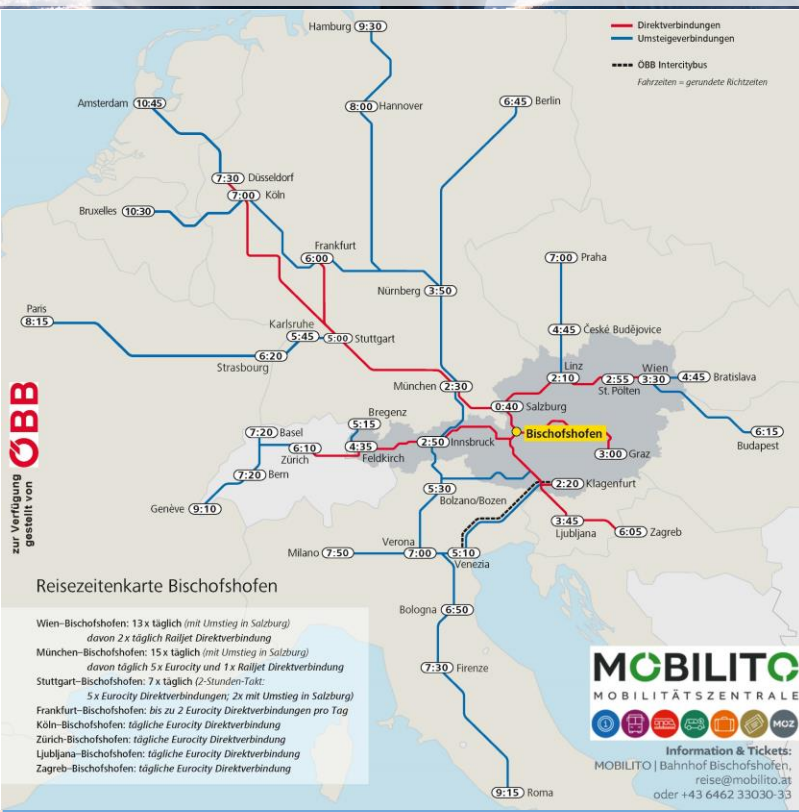 Hamburg 9:30
Direktverbindungen
Umsteigeverbindungen
ÖBB Intercitybus
Fahrzeiten = gerundete Richtzeiten
Amsterdam 10:45
8:00 Hannover
6:45 Berlin
7:30 Düsseldorf
7:00 Köln
Bruxelles 10:30
Frankfurt
6:00
7:00 Praha
Nürnberg 3:50
Paris
8:15
Karlsruhe
5:45
5:00 Stuttgart
4:45 České Budějovice
Strasbourg
6:20
Linz
2:10
2:55
St. Pölten
Wien
3:30
4:45 Bratislava
München 2:30
0:40 Salzburg
Bregenz
5:15
Bischofshofen
6:15
Budapest
7:20 Basel
6:10
Zürich
4:35
Feldkirch
2:50 Innsbruck
3:00 Graz
7:20
Bern
5:30
Bolzano/Bozen
2:20 Klagenfurt
Genève 9:10
3:45
Ljubljana
6:05 Zagreb
Verona
Milano 7:50
7:00
5:10
Venezia
ÖBB
zur Verfügung
gestellt von
Reisezeitenkarte Bischofshofen
Bologna 6:50
Wien–Bischofshofen: 13 x täglich (mit Umstieg in Salzburg)
davon 2 x täglich Railjet Direktverbindung
München–Bischofshofen: 15 x täglich (mit Umstieg in Salzburg)
davon täglich 5 x Eurocity und 1 x Railjet Direktverbindung
Stuttgart–Bischofshofen: 7 x täglich (2-Stunden-Takt:
5 x Eurocity Direktverbindungen; 2x mit Umstieg in Salzburg)
Frankfurt–Bischofshofen: bis zu 2 Eurocity Direktverbindungen pro Tag
Köln–Bischofshofen: tägliche Eurocity Direktverbindung
Zürich–Bischofshofen: tägliche Eurocity Direktverbindung
Ljubljana–Bischofshofen: tägliche Eurocity Direktverbindung
Zagreb–Bischofshofen: tägliche Eurocity Direktverbindung
7:30 Firenze
9:15 Roma
MOBILITO
MOBILITÄTSZENTRALE
MOZ
Information & Tickets:
MOBILITO | Bahnhof Bischofshofen,
reise@mobilito.at
oder +43 6462 33030-33